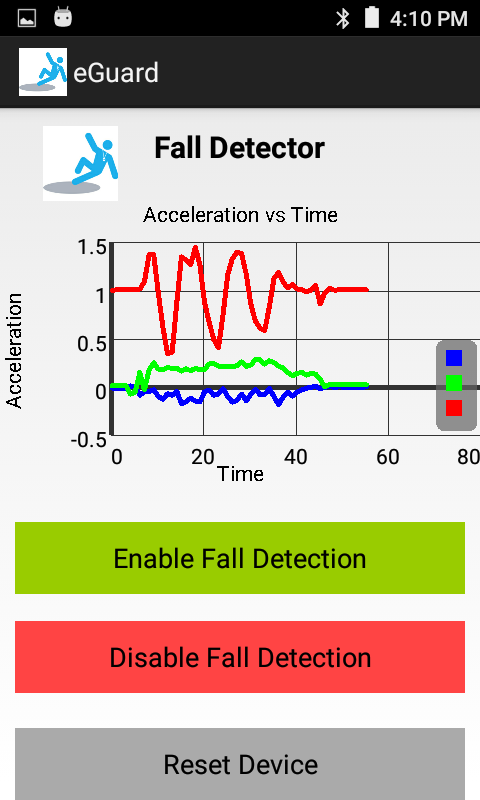 4:10 PM
eGuard
Fall Detector
Acceleration vs Time
1.5
1
0.5
0
-0.5
Acceleration
0 20 40 60 80
Time
Enable Fall Detection
Disable Fall Detection
Reset Device